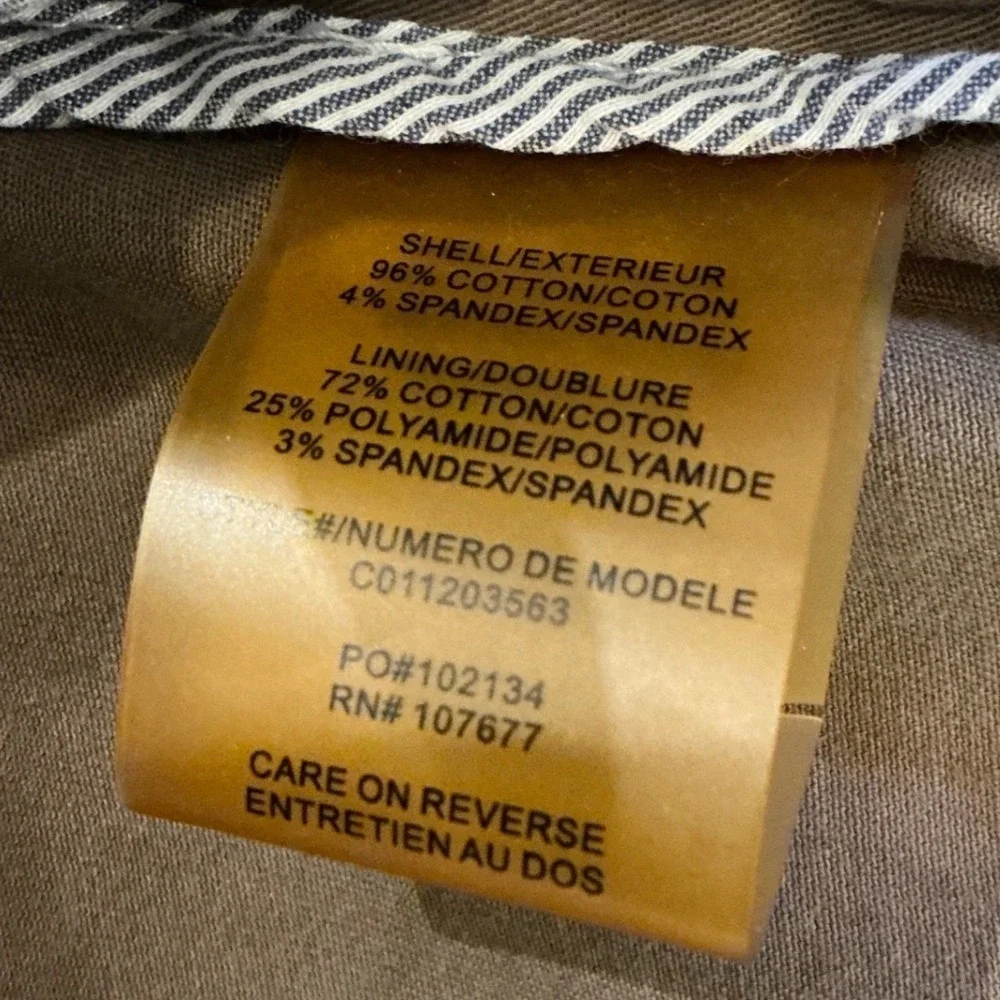 SHELL/EXTERIEUR
96% COTTON/COTON
4% SPANDEX/SPANDEX
LINING/DOUBLURE
72% COTTON/COTON
25% POLYAMIDE/POLYAMIDE
3% SPANDEX/SPANDEX
#/NUMERO DE MODELE
C011203563
PO#102134
RN# 107677
CARE ON REVERSE
ENTRETIEN AU DOS